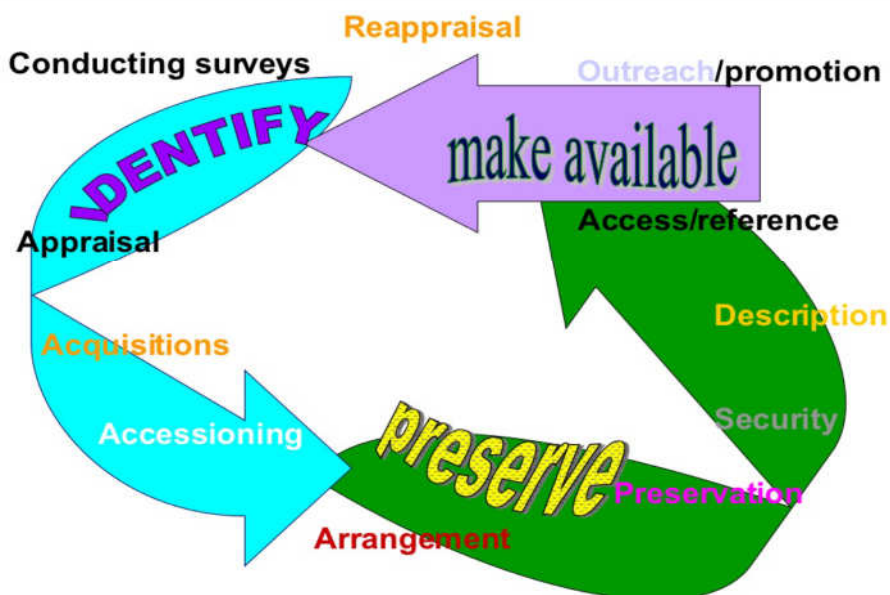 Reappraisal
Conducting surveys
Outreach/promotion
IDENTIFY
make available
Appraisal
Access/reference
Description
Acquisitions
Accessioning
Security
preserve
Preservation
Arrangement